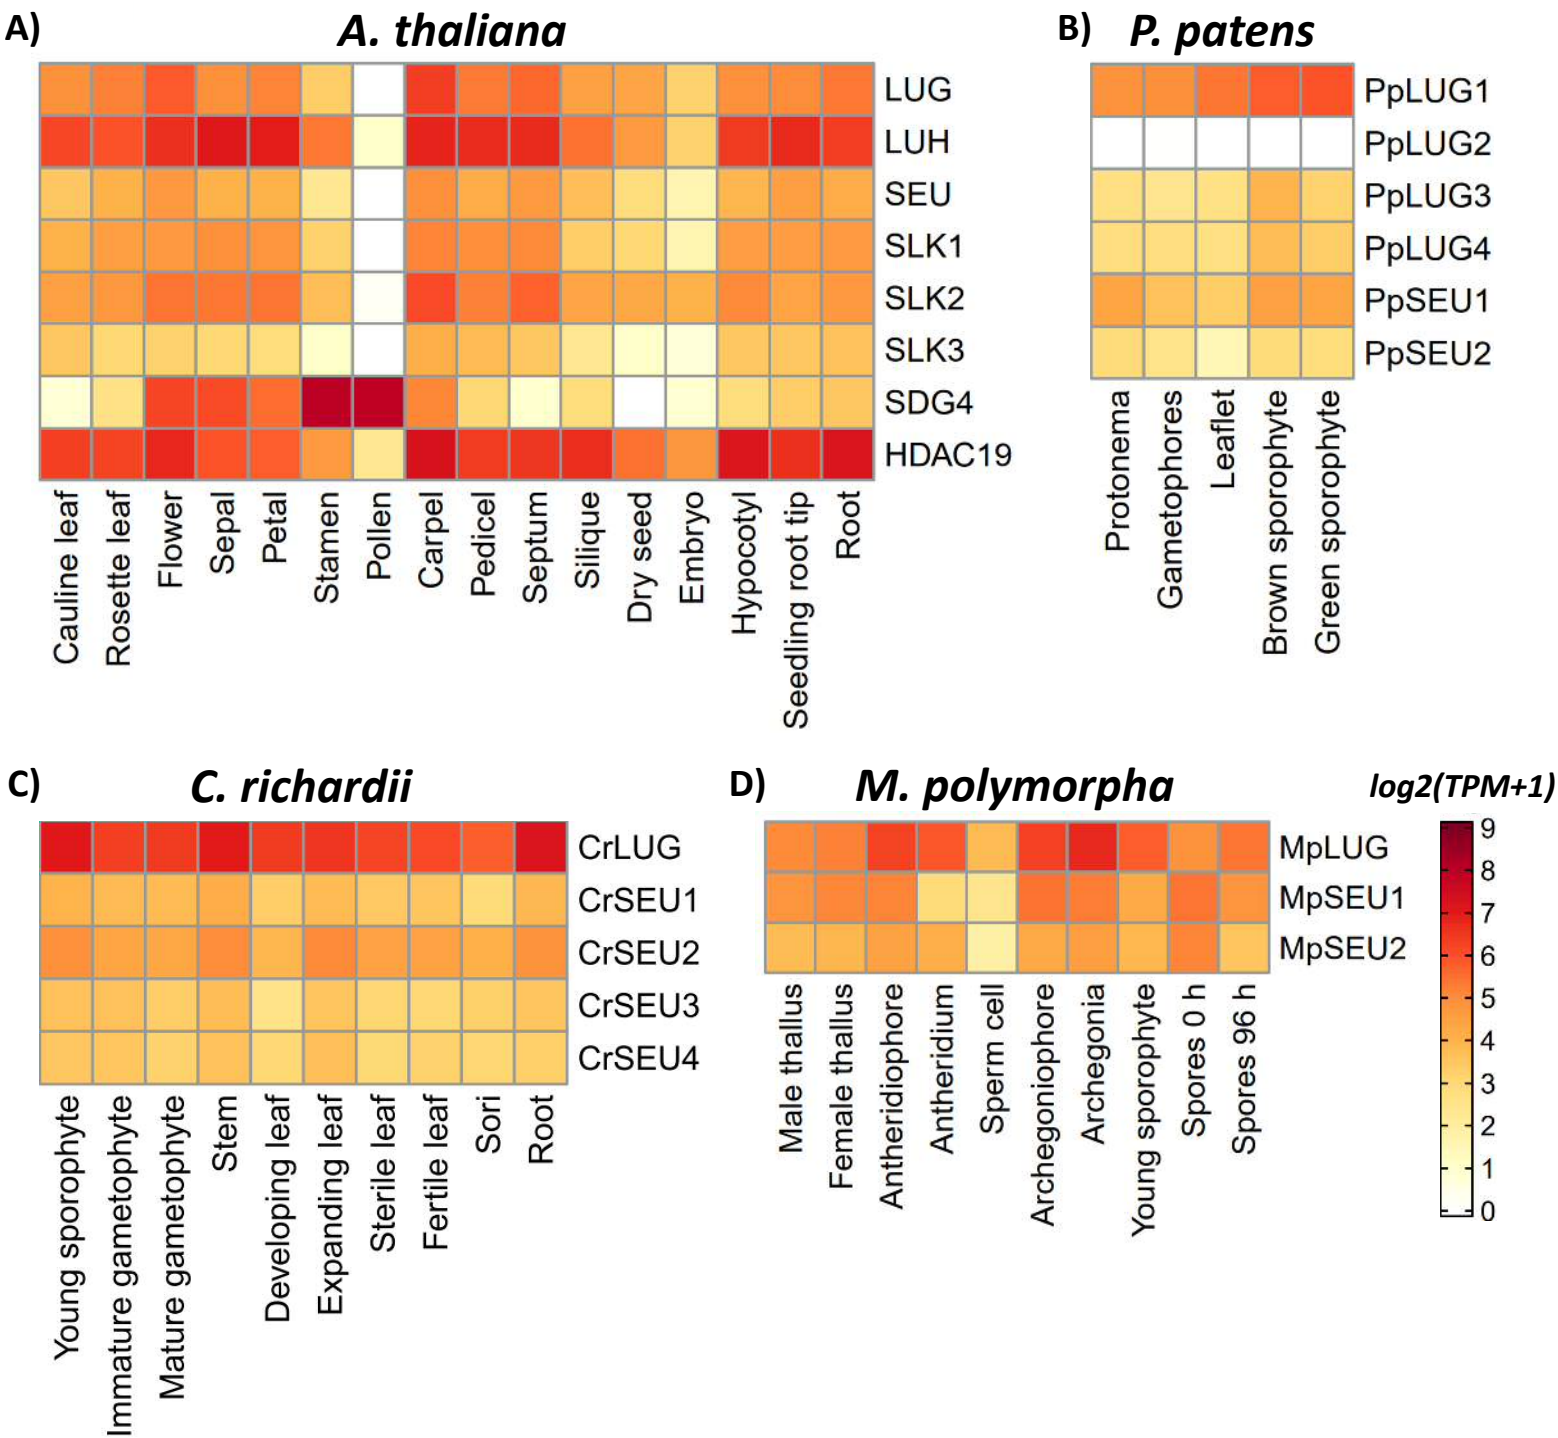 A)
A. thaliana
LUG
LUH
SEU
SLK1
SLK2
SLK3
SDG4
HDAC19
Cauline leaf
Rosette leaf
Flower
Sepal
Petal
Stamen
Pollen
Carpel
Pedicel
Septum
Silique
Dry seed
Embryo
Hypocotyl
Seedling root tip
Root
B)
P. patens
PpLUG1
PpLUG2
PpLUG3
PpLUG4
PpSEU1
PpSEU2
Protonema
Gametophores
Leaflet
Brown sporophyte
Green sporophyte
C)
C. richardii
CrLUG
CrSEU1
CrSEU2
CrSEU3
CrSEU4
Young sporophyte
Immature gametophyte
Mature gametophyte
Stem
Developing leaf
Expanding leaf
Sterile leaf
Fertile leaf
Sori
Root
D)
M. polymorpha
MpLUG
MpSEU1
MpSEU2
Male thallus
Female thallus
Antheridiophore
Antheridium
Sperm cell
Archegoniophore
Archegonia
Young sporophyte
Spores 0 h
Spores 96 h
log2(TPM+1)
9
8
7
6
5
4
3
2
1
0